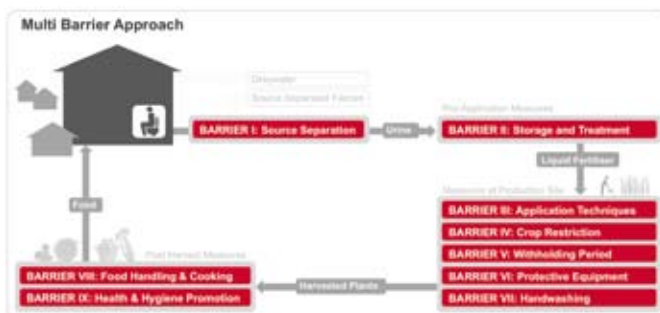 Multi Barrier Approach
Greywater
Source Separated Faeces
BARRIER I: Source Separation
Urine
Pre-Application Measures
BARRIER II: Storage and Treatment
Liquid Fertiliser
Measures at Production Site
BARRIER III: Application Techniques
BARRIER IV: Crop Restriction
BARRIER V: Withholding Period
BARRIER VI: Protective Equipment
BARRIER VII: Handwashing
Harvested Plants
Post Harvest Measures
BARRIER VIII: Food Handling & Cooking
BARRIER IX: Health & Hygiene Promotion
Food